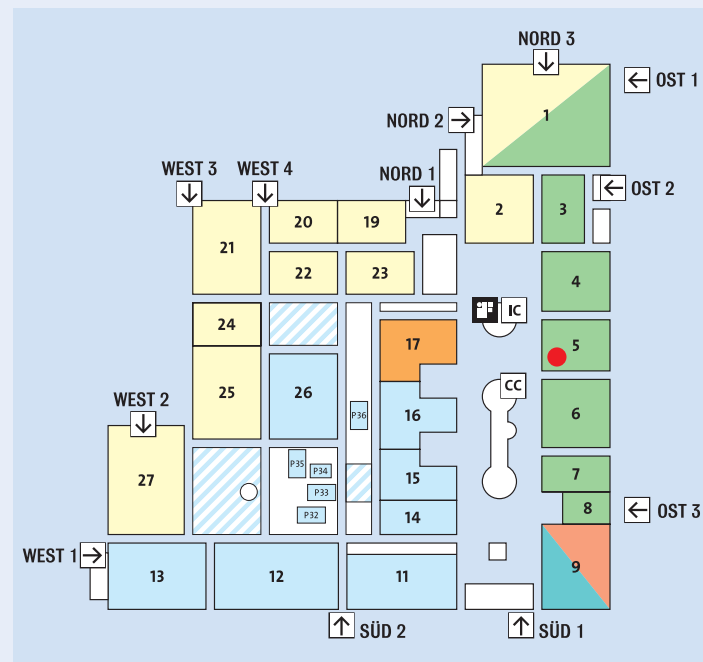 NORD 3
OST 1
1
NORD 2
WEST 3
WEST 4
NORD 1
OST 2
20
19
2
3
21
22
23
4
IC
24
17
5
25
26
CC
WEST 2
P36
16
6
27
P35
P34
15
7
P33
P32
14
8
OST 3
WEST 1
13
12
11
9
SÜD 2
SÜD 1